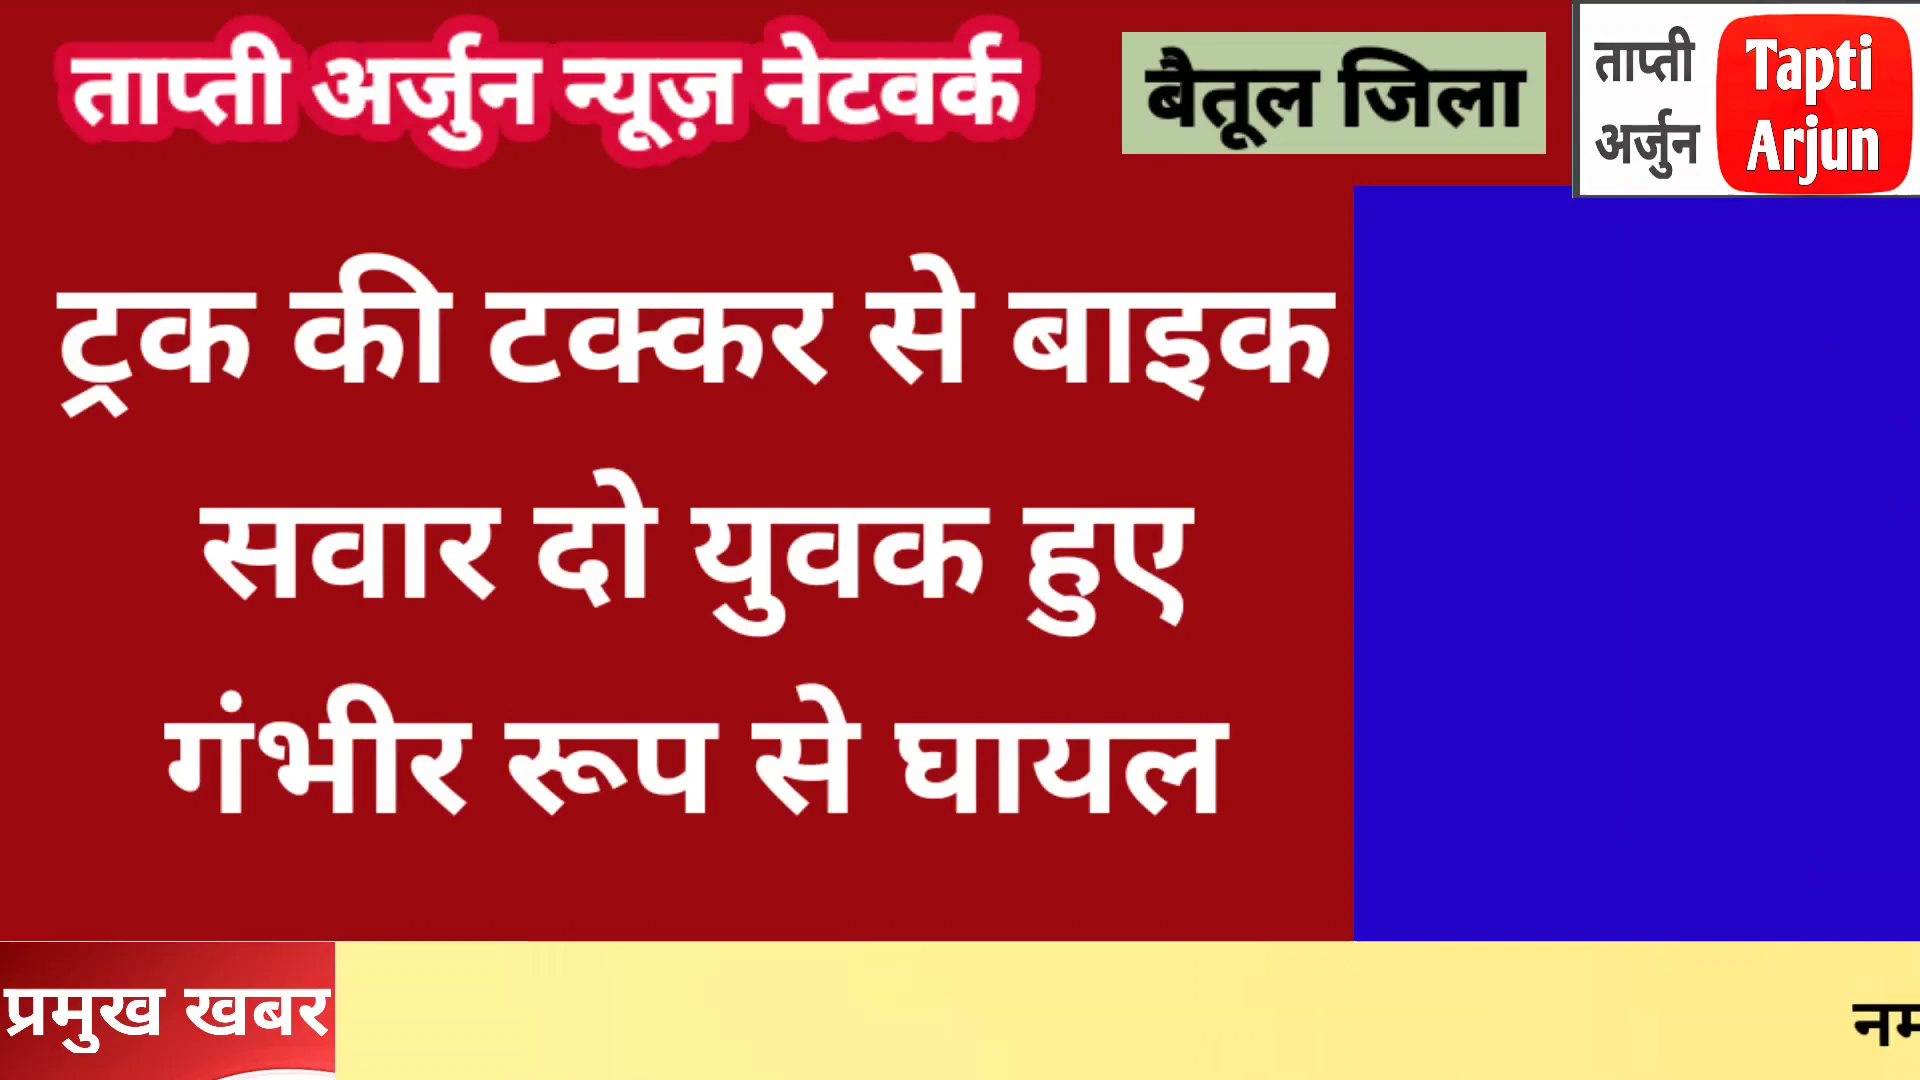 ताप्ती अर्जुन न्यूज़ नेटवर्क
बैतूल जिला
ताप्ती
अर्जुन
Tapti
Arjun
ट्रक की टक्कर से बाइक
सवार दो युवक हुए
गंभीर रूप से घायल
प्रमुख खबर